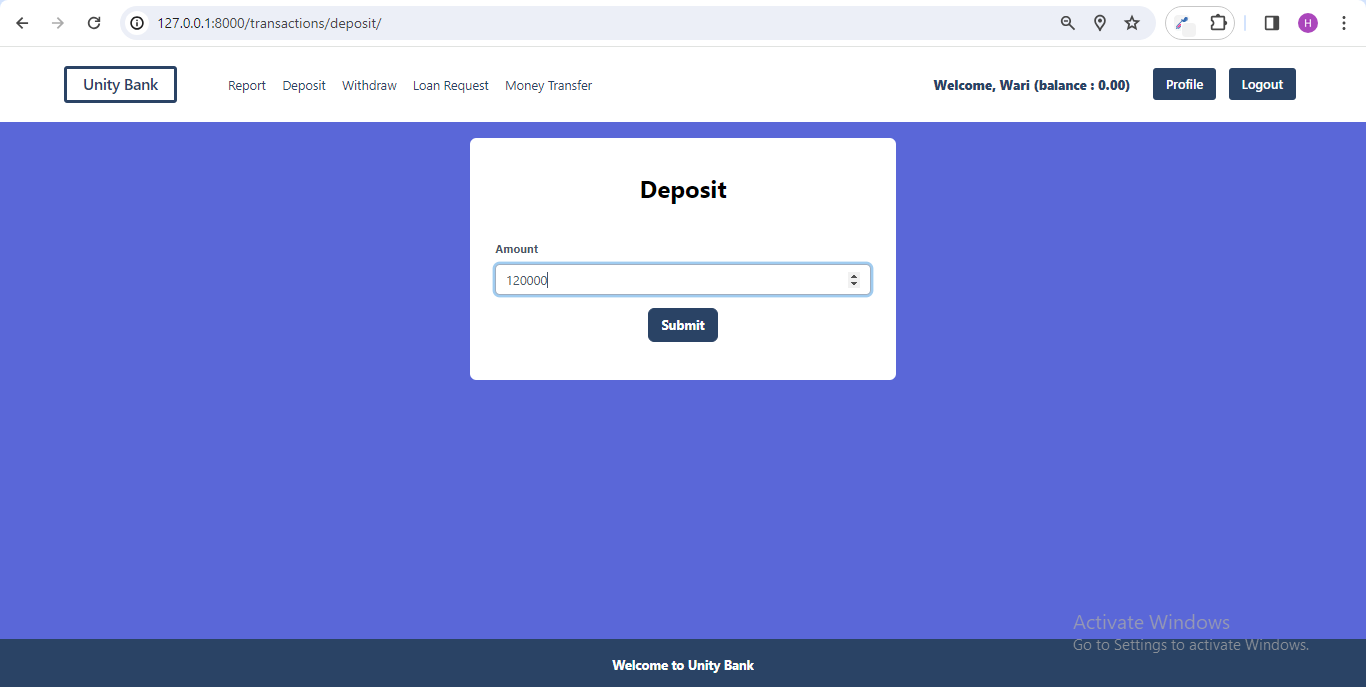 127.0.0.1:8000/transactions/deposit/
H
Unity Bank
Report Deposit Withdraw Loan Request Money Transfer
Welcome, Wari (balance : 0.00)
Profile
Logout
Deposit
Amount
120000
Submit
Activate Windows
Go to Settings to activate Windows.
Welcome to Unity Bank